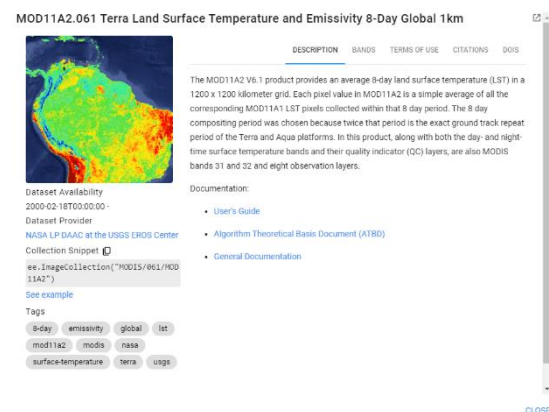 MOD11A2.061 Terra Land Surface Temperature and Emissivity 8-Day Global 1km
DESCRIPTION BANDS TERMS OF USE CITATIONS DOIS
The MOD11A2 V6.1 product provides an average 8-day land surface temperature (LST) in a
1200 x 1200 kilometer grid. Each pixel value in MOD11A2 is a simple average of all the
corresponding MOD11A1 LST pixels collected within that 8 day period. The 8 day
compositing period was chosen because twice that period is the exact ground track repeat
period of the Terra and Aqua platforms. In this product, along with both the day- and night-
time surface temperature bands and their quality indicator (QC) layers, are also MODIS
bands 31 and 32 and eight observation layers.
Documentation:
User's Guide
Algorithm Theoretical Basis Document (ATBD)
General Documentation
Dataset Availability
2000-02-18T00:00:00 -
Dataset Provider
NASA LP DAAC at the USGS EROS Center
Collection Snippet
ee.ImageCollection("MODIS/061/MOD
11A2")
See example
Tags
8-day emissivity global lst
mod11a2 modis nasa
surface-temperature terra usgs
CLOSE